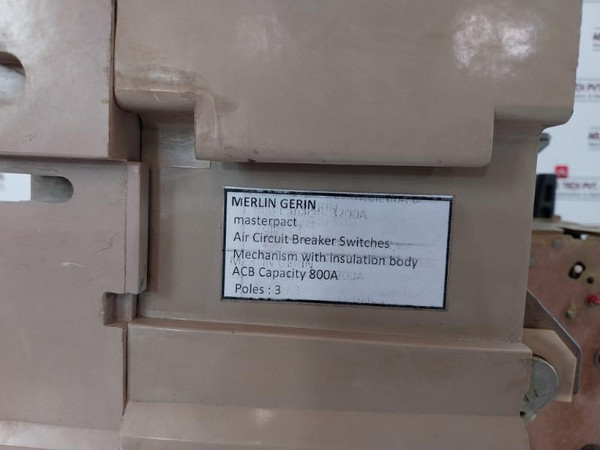 MERLIN GERIN
masterpact
Air Circuit Breaker Switches
Mechanism with insulation body
ACB Capacity 800A
Poles : 3